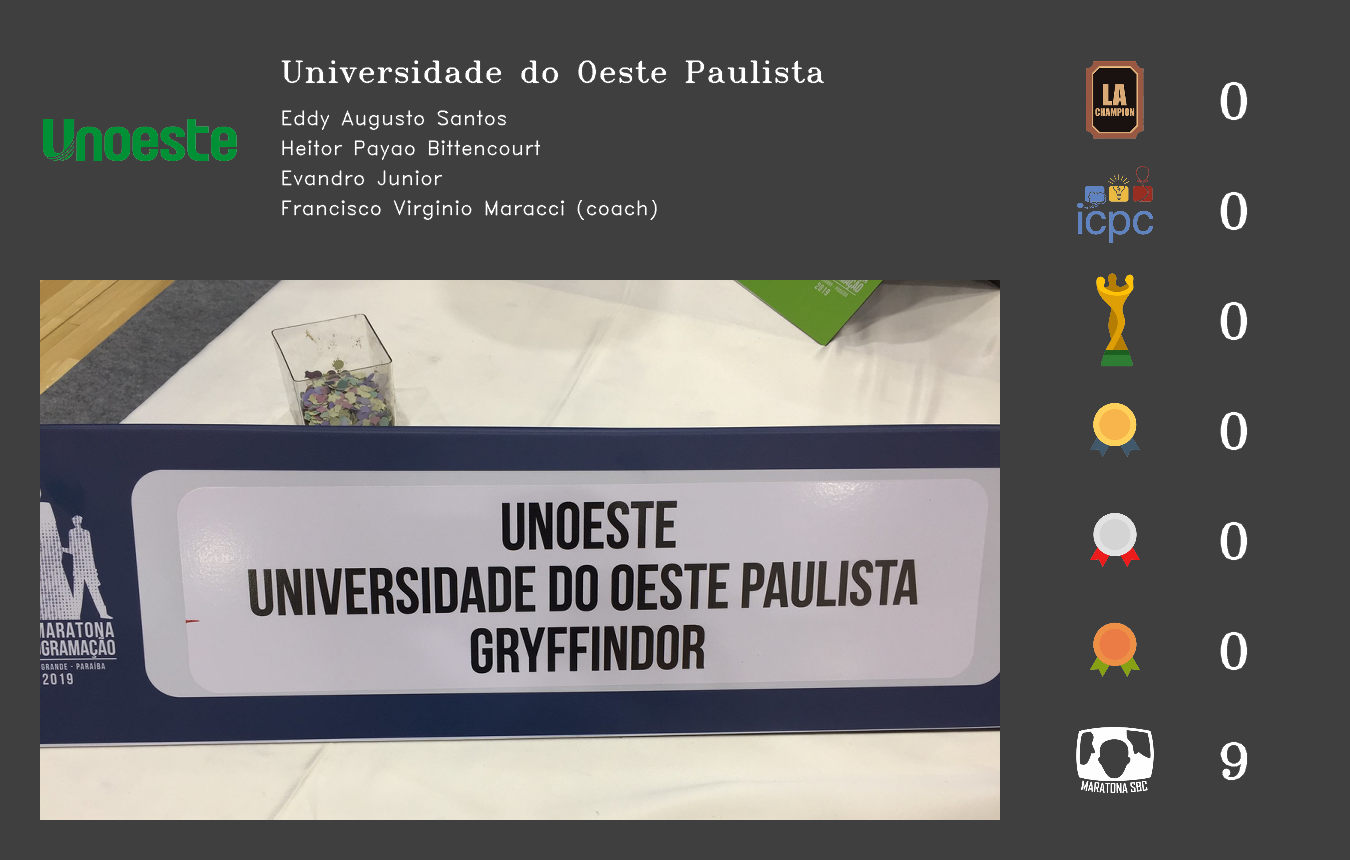 Unoeste
Universidade do Oeste Paulista
Eddy Augusto Santos
Heitor Payao Bittencourt
Evandro Junior
Francisco Virginio Maracci (coach)
LA
CHAMPION
0
icpc
0
0
0
0
0
MARATONA SBC
9
2019
UNOESTE
UNIVERSIDADE DO OESTE PAULISTA
GRYFFINDOR
MARATONA
GRAMAÇÃO
GRANDE - PARAÍBA
2019